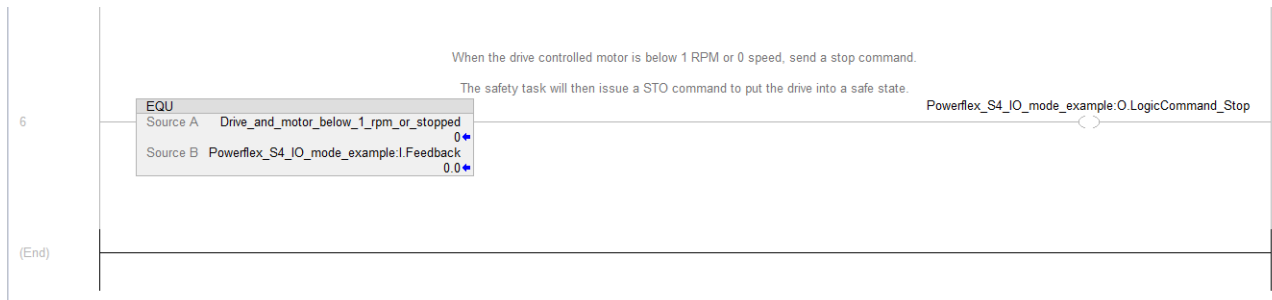 When the drive controlled motor is below 1 RPM or 0 speed, send a stop command.
The safety task will then issue a STO command to put the drive into a safe state.
Powerflex_S4_IO_mode_example:O.LogicCommand_Stop
6
EQU
Source A Drive_and_motor_below_1_rpm_or_stopped
0
Source B Powerflex_S4_IO_mode_example:I.Feedback
0.0
(End)